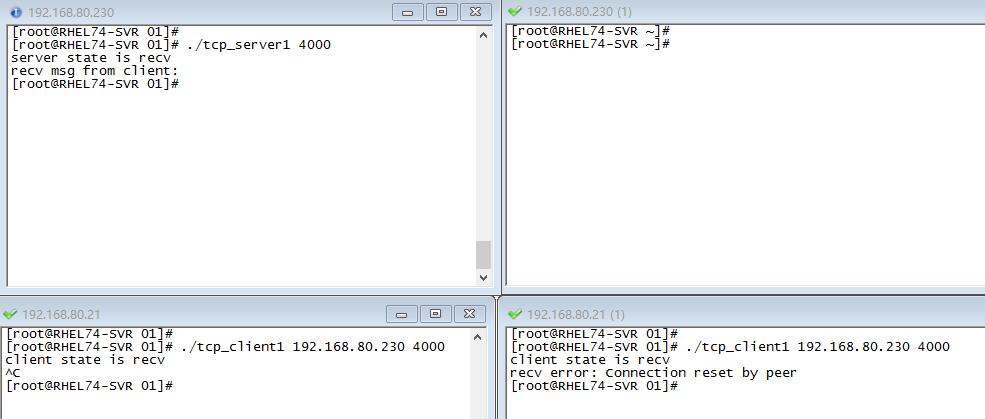 192.168.80.230
[root@RHEL74-SVR 01]#
[root@RHEL74-SVR 01]# ./tcp_server1 4000
server state is recv
recv msg from client:
[root@RHEL74-SVR 01]#
192.168.80.230 (1)
[root@RHEL74-SVR ~]#
[root@RHEL74-SVR ~]#
192.168.80.21
[root@RHEL74-SVR 01]#
[root@RHEL74-SVR 01]# ./tcp_client1 192.168.80.230 4000
client state is recv
^C
[root@RHEL74-SVR 01]#
192.168.80.21 (1)
[root@RHEL74-SVR 01]#
[root@RHEL74-SVR 01]# ./tcp_client1 192.168.80.230 4000
client state is recv
recv error: Connection reset by peer
[root@RHEL74-SVR 01]#